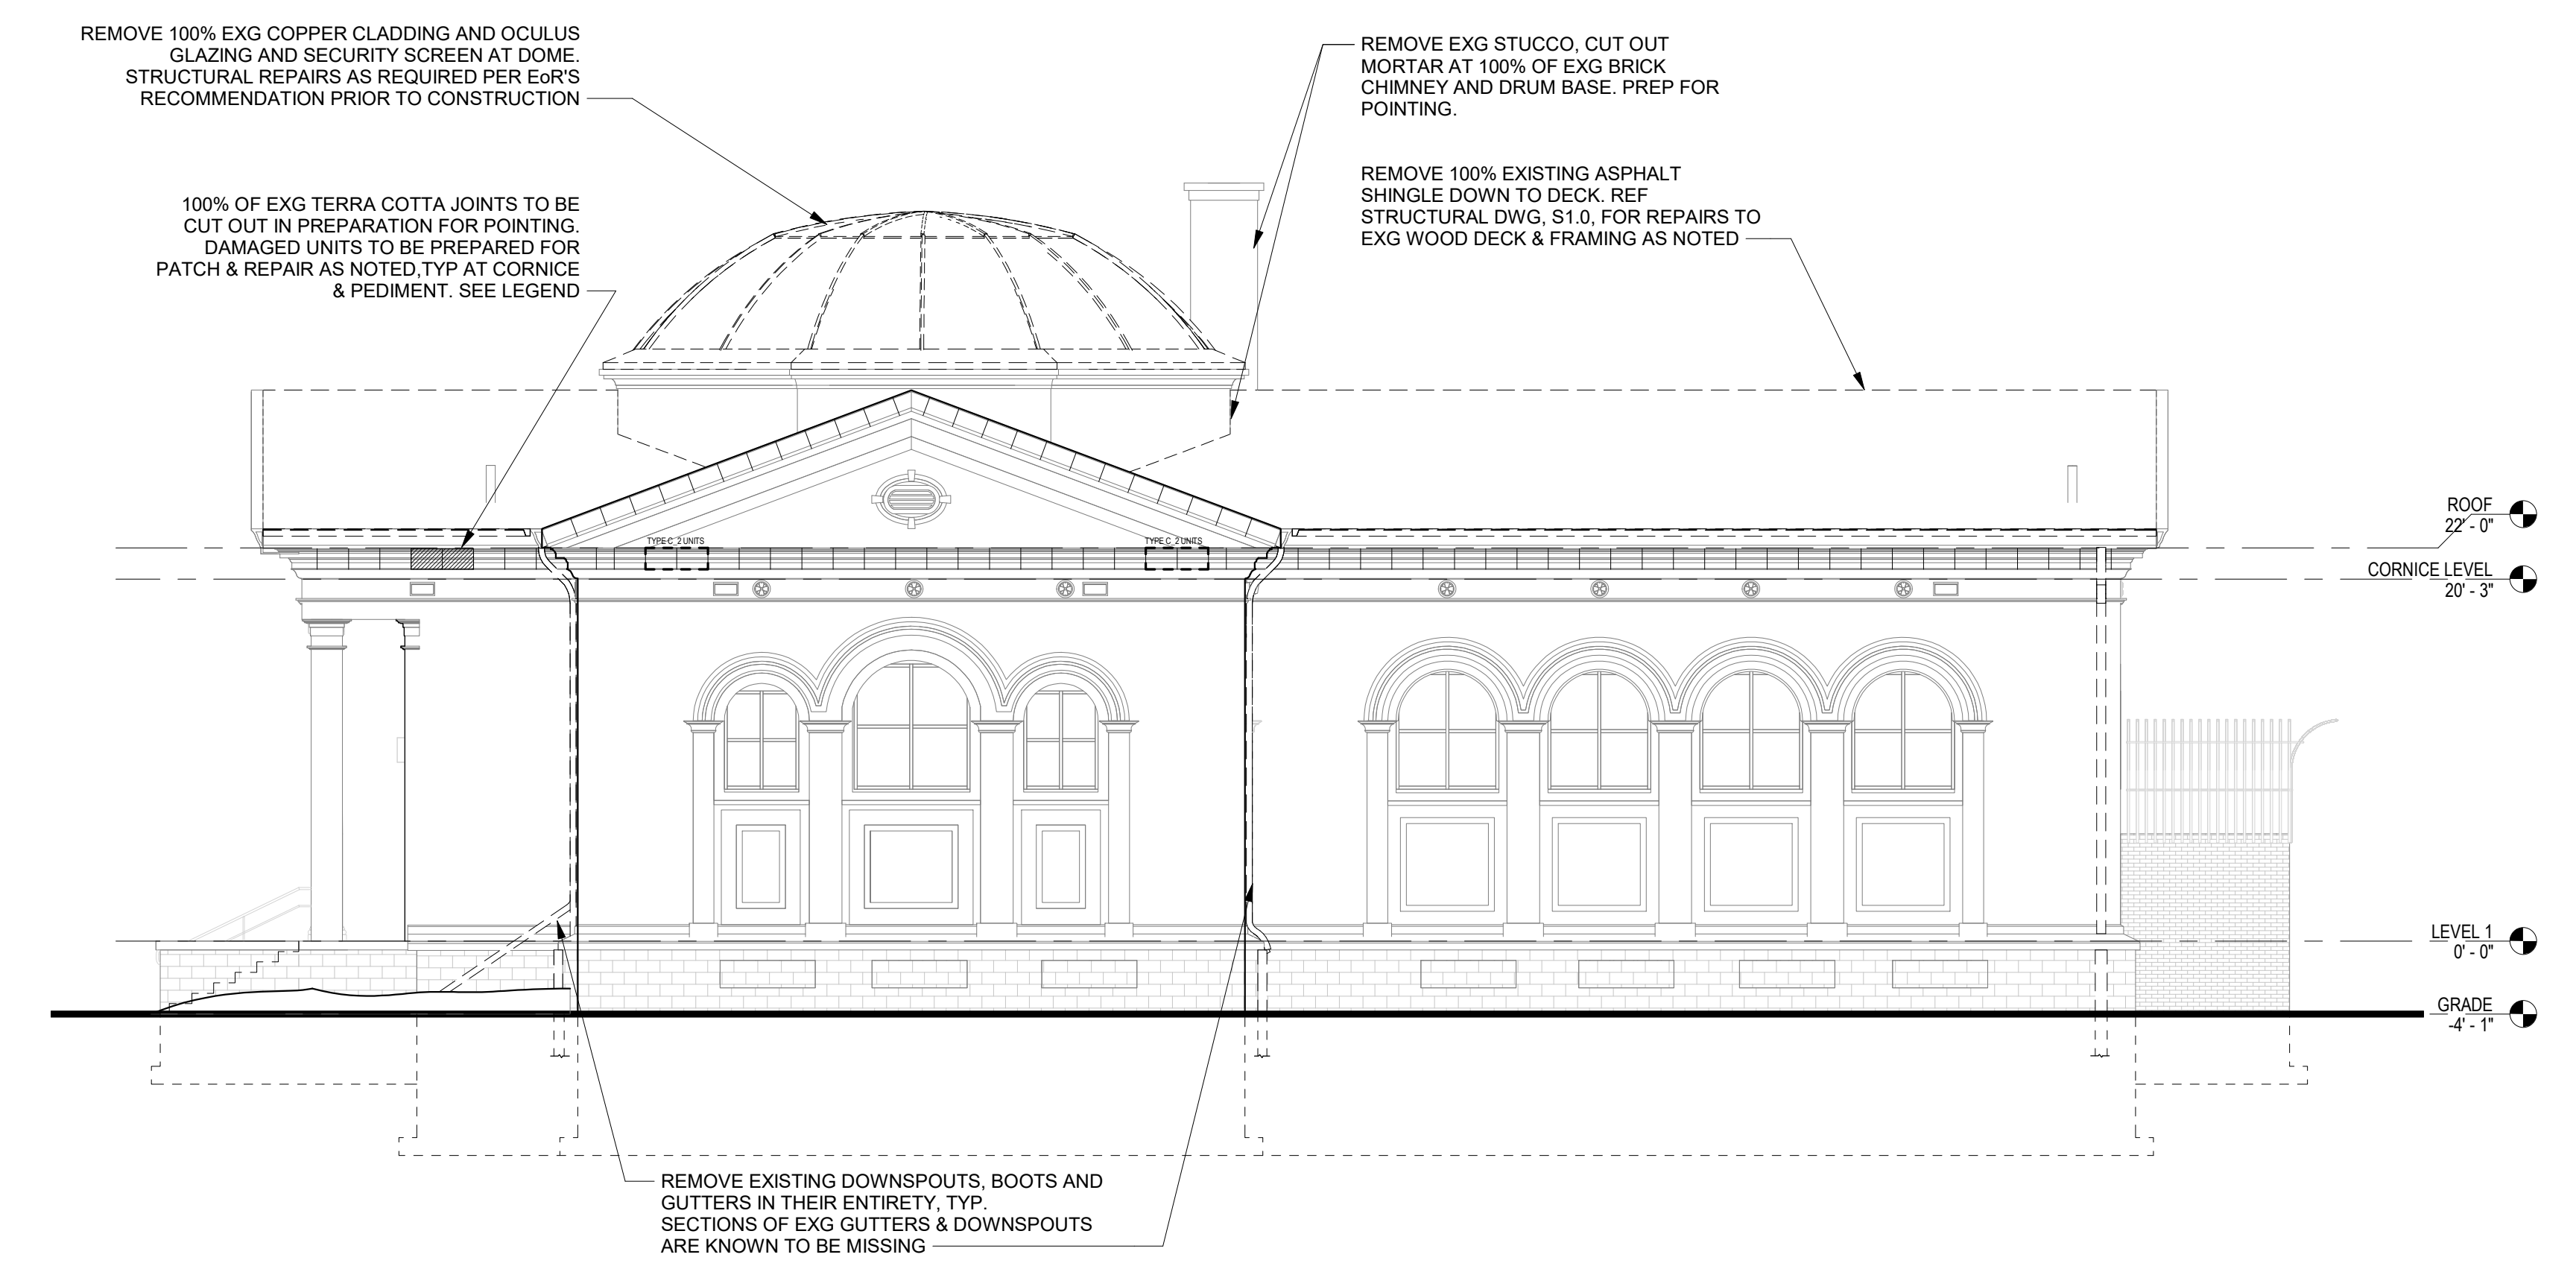 REMOVE 100% EXG COPPER CLADDING AND OCULUS
GLAZING AND SECURITY SCREEN AT DOME.
STRUCTURAL REPAIRS AS REQUIRED PER EoR'S
RECOMMENDATION PRIOR TO CONSTRUCTION
REMOVE EXG STUCCO, CUT OUT
MORTAR AT 100% OF EXG BRICK
CHIMNEY AND DRUM BASE. PREP FOR
POINTING.
REMOVE 100% EXISTING ASPHALT
SHINGLE DOWN TO DECK. REF
STRUCTURAL DWG, S1.0, FOR REPAIRS TO
EXG WOOD DECK & FRAMING AS NOTED
100% OF EXG TERRA COTTA JOINTS TO BE
CUT OUT IN PREPARATION FOR POINTING.
DAMAGED UNITS TO BE PREPARED FOR
PATCH & REPAIR AS NOTED,TYP AT CORNICE
& PEDIMENT. SEE LEGEND
TYPE C_2 UNITS
TYPE C_2 UNITS
ROOF
22' - 0"
CORNICE LEVEL
20' - 3"
LEVEL 1
0' - 0"
GRADE
-4' - 1"
REMOVE EXISTING DOWNSPOUTS, BOOTS AND
GUTTERS IN THEIR ENTIRETY, TYP.
SECTIONS OF EXG GUTTERS & DOWNSPOUTS
ARE KNOWN TO BE MISSING